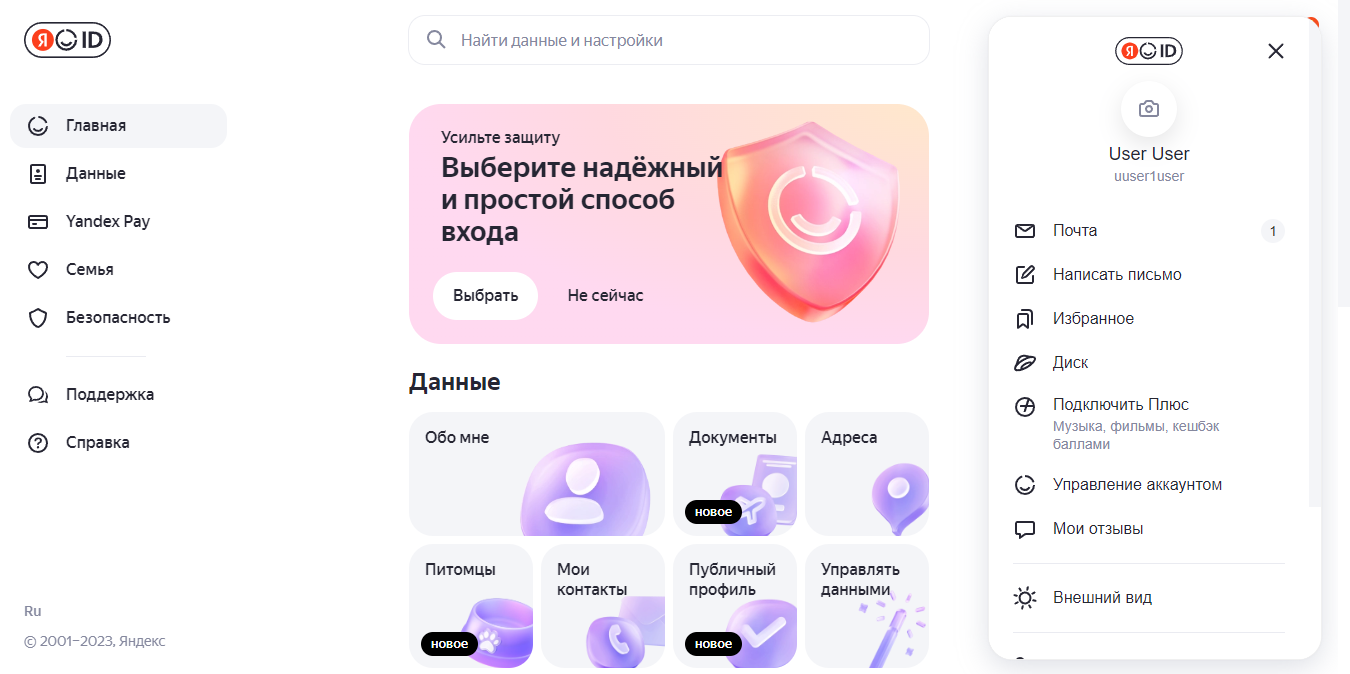 Я ID
Найти данные и настройки
Главная
Данные
Yandex Pay
Семья
Безопасность
Поддержка
Справка
Ru
© 2001–2023, Яндекс
Усильте защиту
Выберите надёжный
и простой способ
входа
Выбрать
Не сейчас
Данные
Обо мне
Документы
новое
Адреса
Питомцы
новое
Мои
контакты
Публичный
профиль
новое
Управлять
данными
Я ID
User User
uuser1user
Почта
1
Написать письмо
Избранное
Диск
Подключить Плюс
Музыка, фильмы, кешбэк
баллами
Управление аккаунтом
Мои отзывы
Внешний вид